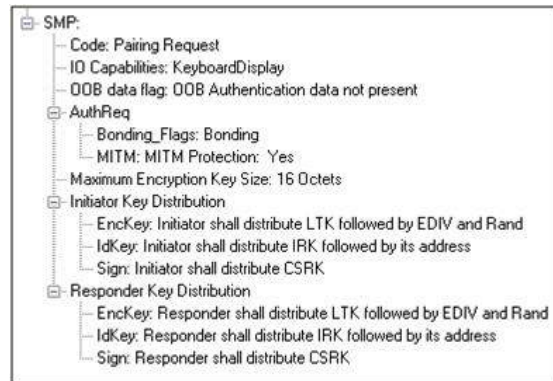 SMP:
Code: Pairing Request
IO Capabilities: KeyboardDisplay
OOB data flag: OOB Authentication data not present
AuthReq
Bonding_Flags: Bonding
MITM: MITM Protection: Yes
Maximum Encryption Key Size: 16 Octets
Initiator Key Distribution
EncKey: Initiator shall distribute LTK followed by EDIV and Rand
IdKey: Initiator shall distribute IRK followed by its address
Sign: Initiator shall distribute CSRK
Responder Key Distribution
EncKey: Responder shall distribute LTK followed by EDIV and Rand
IdKey: Responder shall distribute IRK followed by its address
Sign: Responder shall distribute CSRK